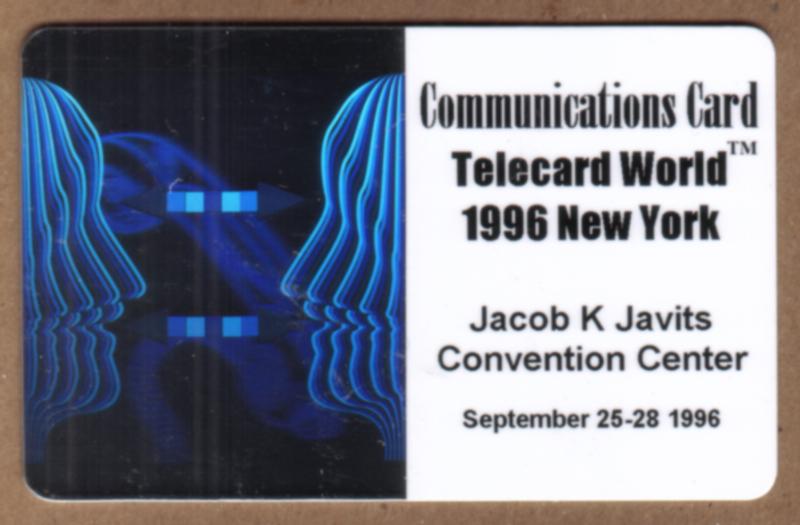 Communications Card
Telecard World™
1996 New York
Jacob K Javits
Convention Center
September 25-28 1996